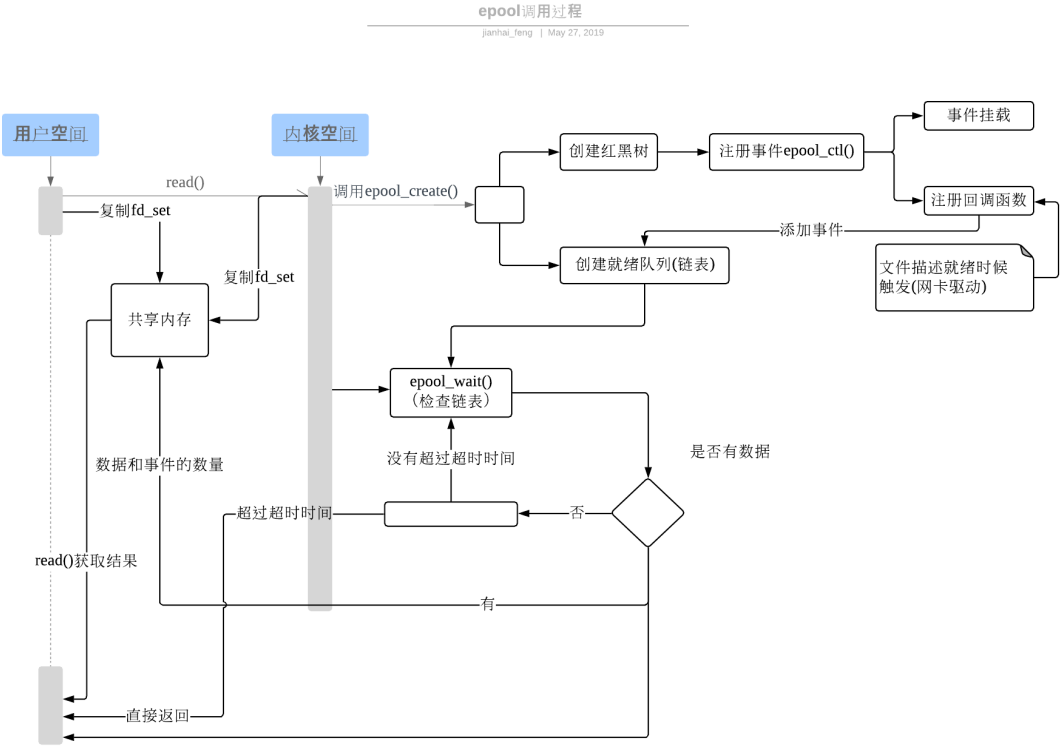 epool调用过程
jianhai_feng | May 27, 2019
用户空间
内核空间
事件挂载
创建红黑树
注册事件epool_ctl()
read()
调用epool_create()
注册回调函数
复制fd_set
添加事件
创建就绪队列(链表)
文件描述就绪时候
触发(网卡驱动)
复制fd_set
共享内存
epool_wait()
（检查链表）
没有超过超时时间
是否有数据
数据和事件的数量
超过超时时间
否
read()获取结果
有
直接返回